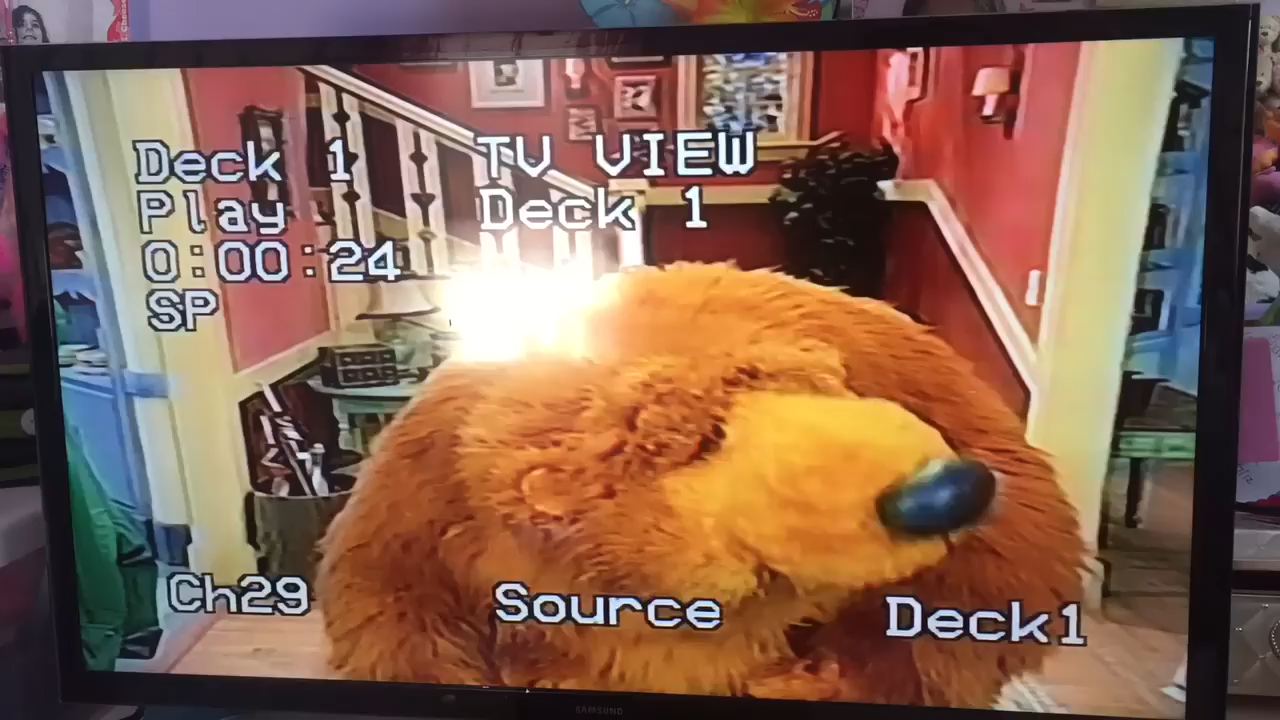 Deck 1
Play
0:00:24
SP
TV VIEW
Deck 1
Ch29
Source
Deck1
SAMSUNG